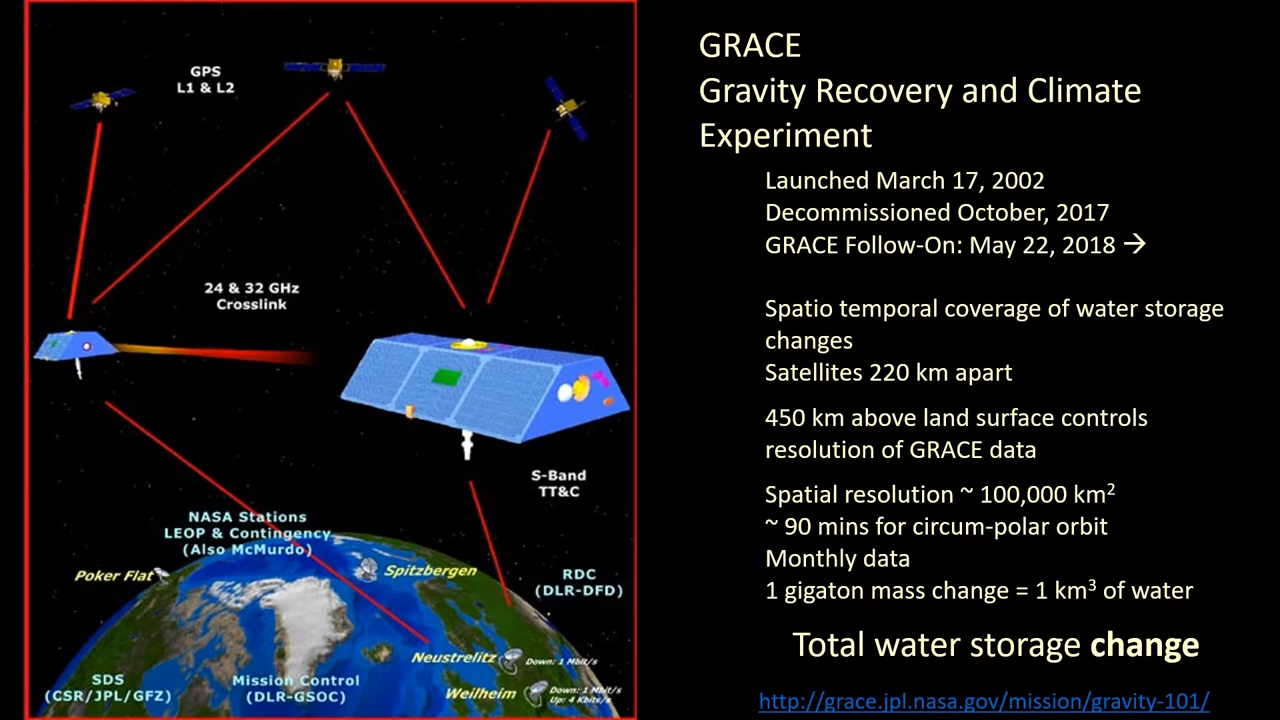 GPS
L1 & L2
24 & 32 GHz
Crosslink
S-Band
TT&C
NASA Stations
LEOP & Contingency
(Also McMurdo)
Poker Flat
Spitzbergen
RDC
(DLR-DFD)
Neustrelitz
Down: 1 Mbit/s
SDS
(CSR/JPL/GFZ)
Mission Control
(DLR-GSOC)
Weilheim
Down: 1 Mbit/s
Up: 4 Kbits/s
GRACE
Gravity Recovery and Climate
Experiment
Launched March 17, 2002
Decommissioned October, 2017
GRACE Follow-On: May 22, 2018 →
Spatio temporal coverage of water storage
changes
Satellites 220 km apart
450 km above land surface controls
resolution of GRACE data
Spatial resolution ~ 100,000 km²
~ 90 mins for circum-polar orbit
Monthly data
1 gigaton mass change = 1 km³ of water
Total water storage change
http://grace.jpl.nasa.gov/mission/gravity-101/